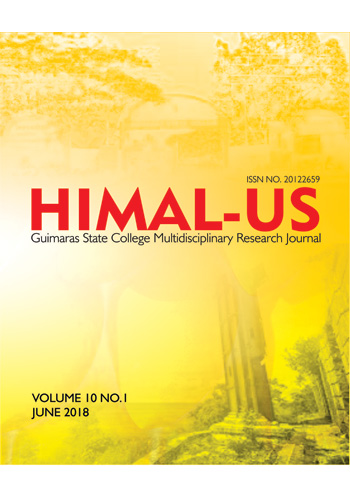 ISSN NO. 20122659
HIMAL-US
Guimaras State College Multidisciplinary Research Journal
VOLUME 10 NO.1
JUNE 2018